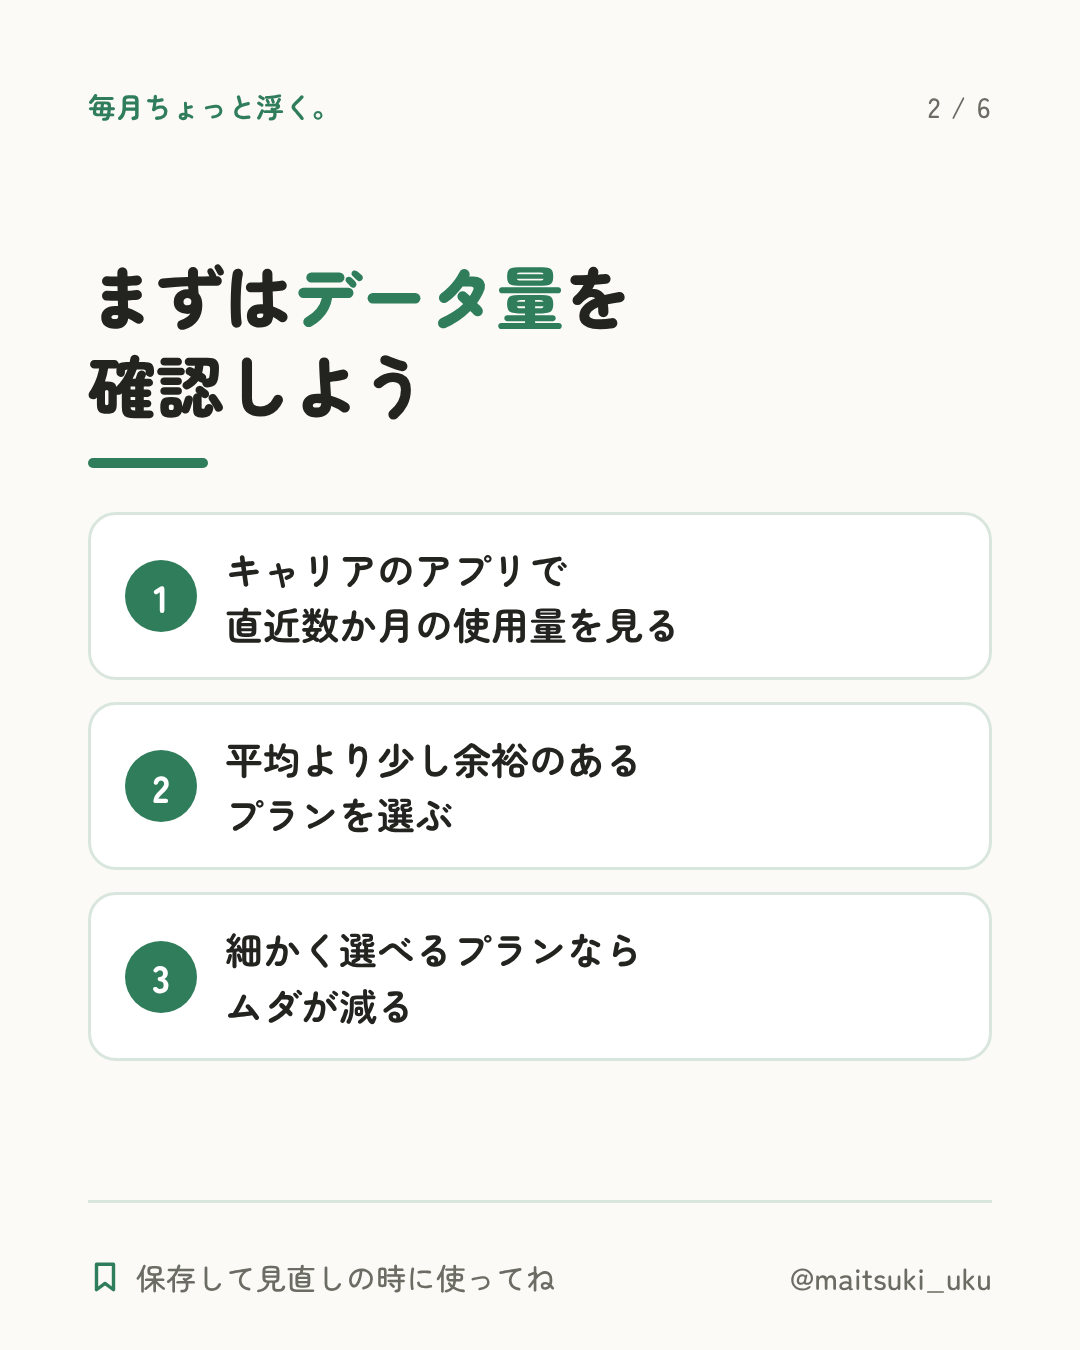 毎月ちょっと浮く。
2 / 6
まずはデータ量を
確認しよう
1
キャリアのアプリで
直近数か月の使用量を見る
2
平均より少し余裕のある
プランを選ぶ
3
細かく選べるプランなら
ムダが減る
保存して見直しの時に使ってね
@maitsuki_uku